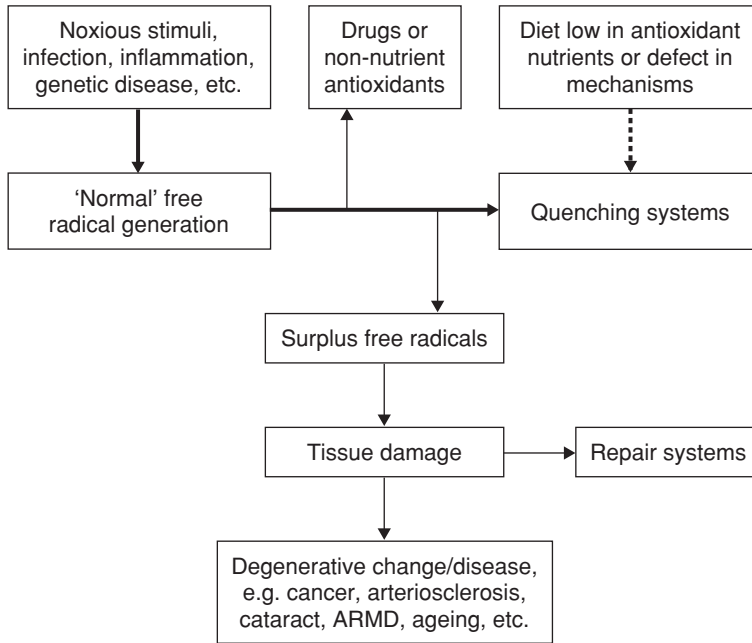 Noxious stimuli,
infection, inflammation,
genetic disease, etc.
Drugs or
non-nutrient
antioxidants
Diet low in antioxidant
nutrients or defect in
mechanisms
‘Normal’ free
radical generation
Quenching systems
Surplus free radicals
Tissue damage
Repair systems
Degenerative change/disease,
e.g. cancer, arteriosclerosis,
cataract, ARMD, ageing, etc.